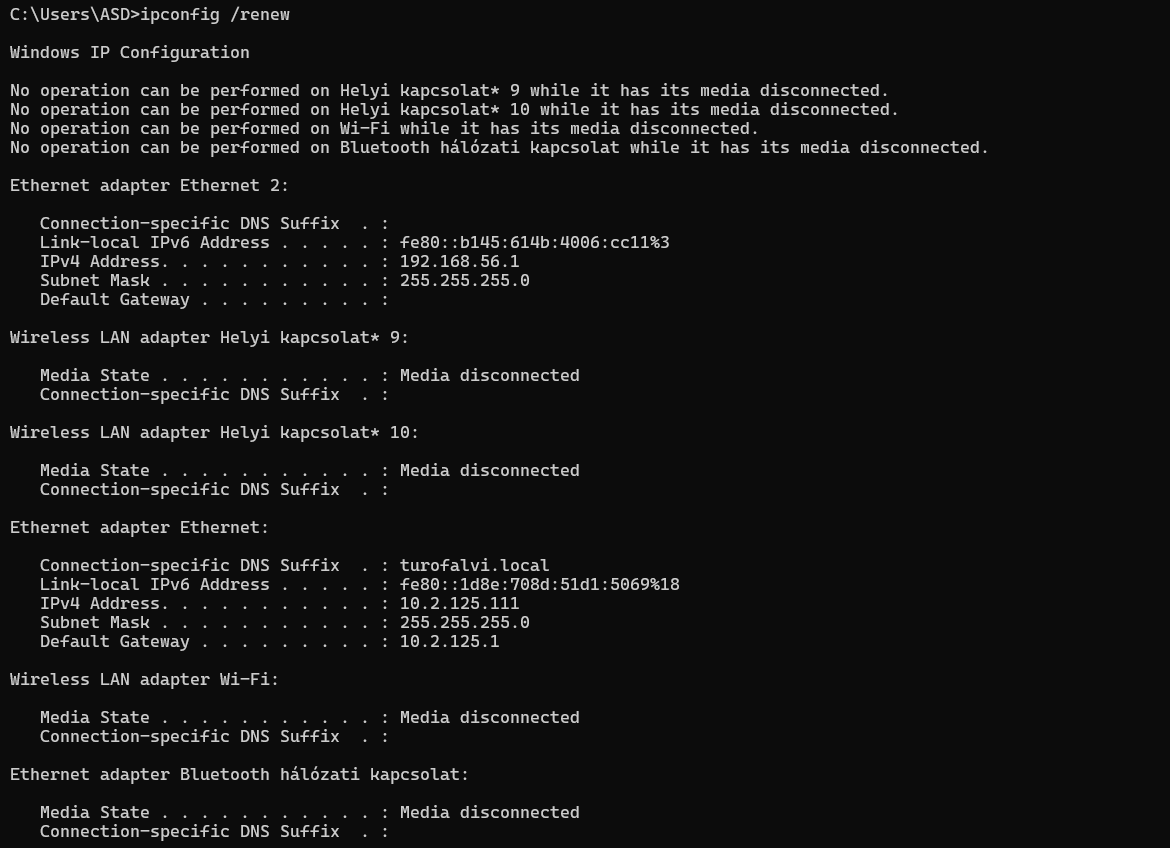 C:\Users\ASD>ipconfig /renew
Windows IP Configuration
No operation can be performed on Helyi kapcsolat* 9 while it has its media disconnected.
No operation can be performed on Helyi kapcsolat* 10 while it has its media disconnected.
No operation can be performed on Wi-Fi while it has its media disconnected.
No operation can be performed on Bluetooth hálózati kapcsolat while it has its media disconnected.
Ethernet adapter Ethernet 2:
   Connection-specific DNS Suffix  . :
   Link-local IPv6 Address . . . . . : fe80::b145:614b:4006:cc11%3
   IPv4 Address. . . . . . . . . . . : 192.168.56.1
   Subnet Mask . . . . . . . . . . . : 255.255.255.0
   Default Gateway . . . . . . . . . :
Wireless LAN adapter Helyi kapcsolat* 9:
   Media State . . . . . . . . . . . : Media disconnected
   Connection-specific DNS Suffix  . :
Wireless LAN adapter Helyi kapcsolat* 10:
   Media State . . . . . . . . . . . : Media disconnected
   Connection-specific DNS Suffix  . :
Ethernet adapter Ethernet:
   Connection-specific DNS Suffix  . : turofalvi.local
   Link-local IPv6 Address . . . . . : fe80::1d8e:708d:51d1:5069%18
   IPv4 Address. . . . . . . . . . . : 10.2.125.111
   Subnet Mask . . . . . . . . . . . : 255.255.255.0
   Default Gateway . . . . . . . . . : 10.2.125.1
Wireless LAN adapter Wi-Fi:
   Media State . . . . . . . . . . . : Media disconnected
   Connection-specific DNS Suffix  . :
Ethernet adapter Bluetooth hálózati kapcsolat:
   Media State . . . . . . . . . . . : Media disconnected
   Connection-specific DNS Suffix  . :